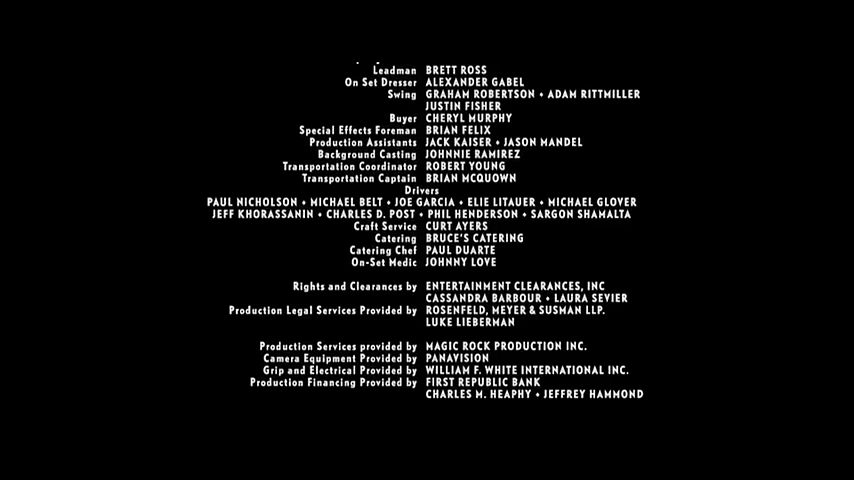 Leadman BRETT ROSS
On Set Dresser ALEXANDER GABEL
Swing GRAHAM ROBERTSON • ADAM RITTMILLER
JUSTIN FISHER
Buyer CHERYL MURPHY
Special Effects Foreman BRIAN FELIX
Production Assistants JACK KAISER • JASON MANDEL
Background Casting JOHNNIE RAMIREZ
Transportation Coordinator ROBERT YOUNG
Transportation Captain BRIAN MCQUOWN
Drivers
PAUL NICHOLSON • MICHAEL BELT • JOE GARCIA • ELIE LITAUER • MICHAEL GLOVER
JEFF KHORASSANIN • CHARLES D. POST • PHIL HENDERSON • SARGON SHAMALTA
Craft Service CURT AYERS
Catering BRUCE'S CATERING
Catering Chef PAUL DUARTE
On-Set Medic JOHNNY LOVE
Rights and Clearances by ENTERTAINMENT CLEARANCES, INC
CASSANDRA BARBOUR • LAURA SEVIER
Production Legal Services Provided by ROSENFELD, MEYER & SUSMAN LLP.
LUKE LIEBERMAN
Production Services provided by MAGIC ROCK PRODUCTION INC.
Camera Equipment Provided by PANAVISION
Grip and Electrical Provided by WILLIAM F. WHITE INTERNATIONAL INC.
Production Financing Provided by FIRST REPUBLIC BANK
CHARLES M. HEAPHY • JEFFREY HAMMOND